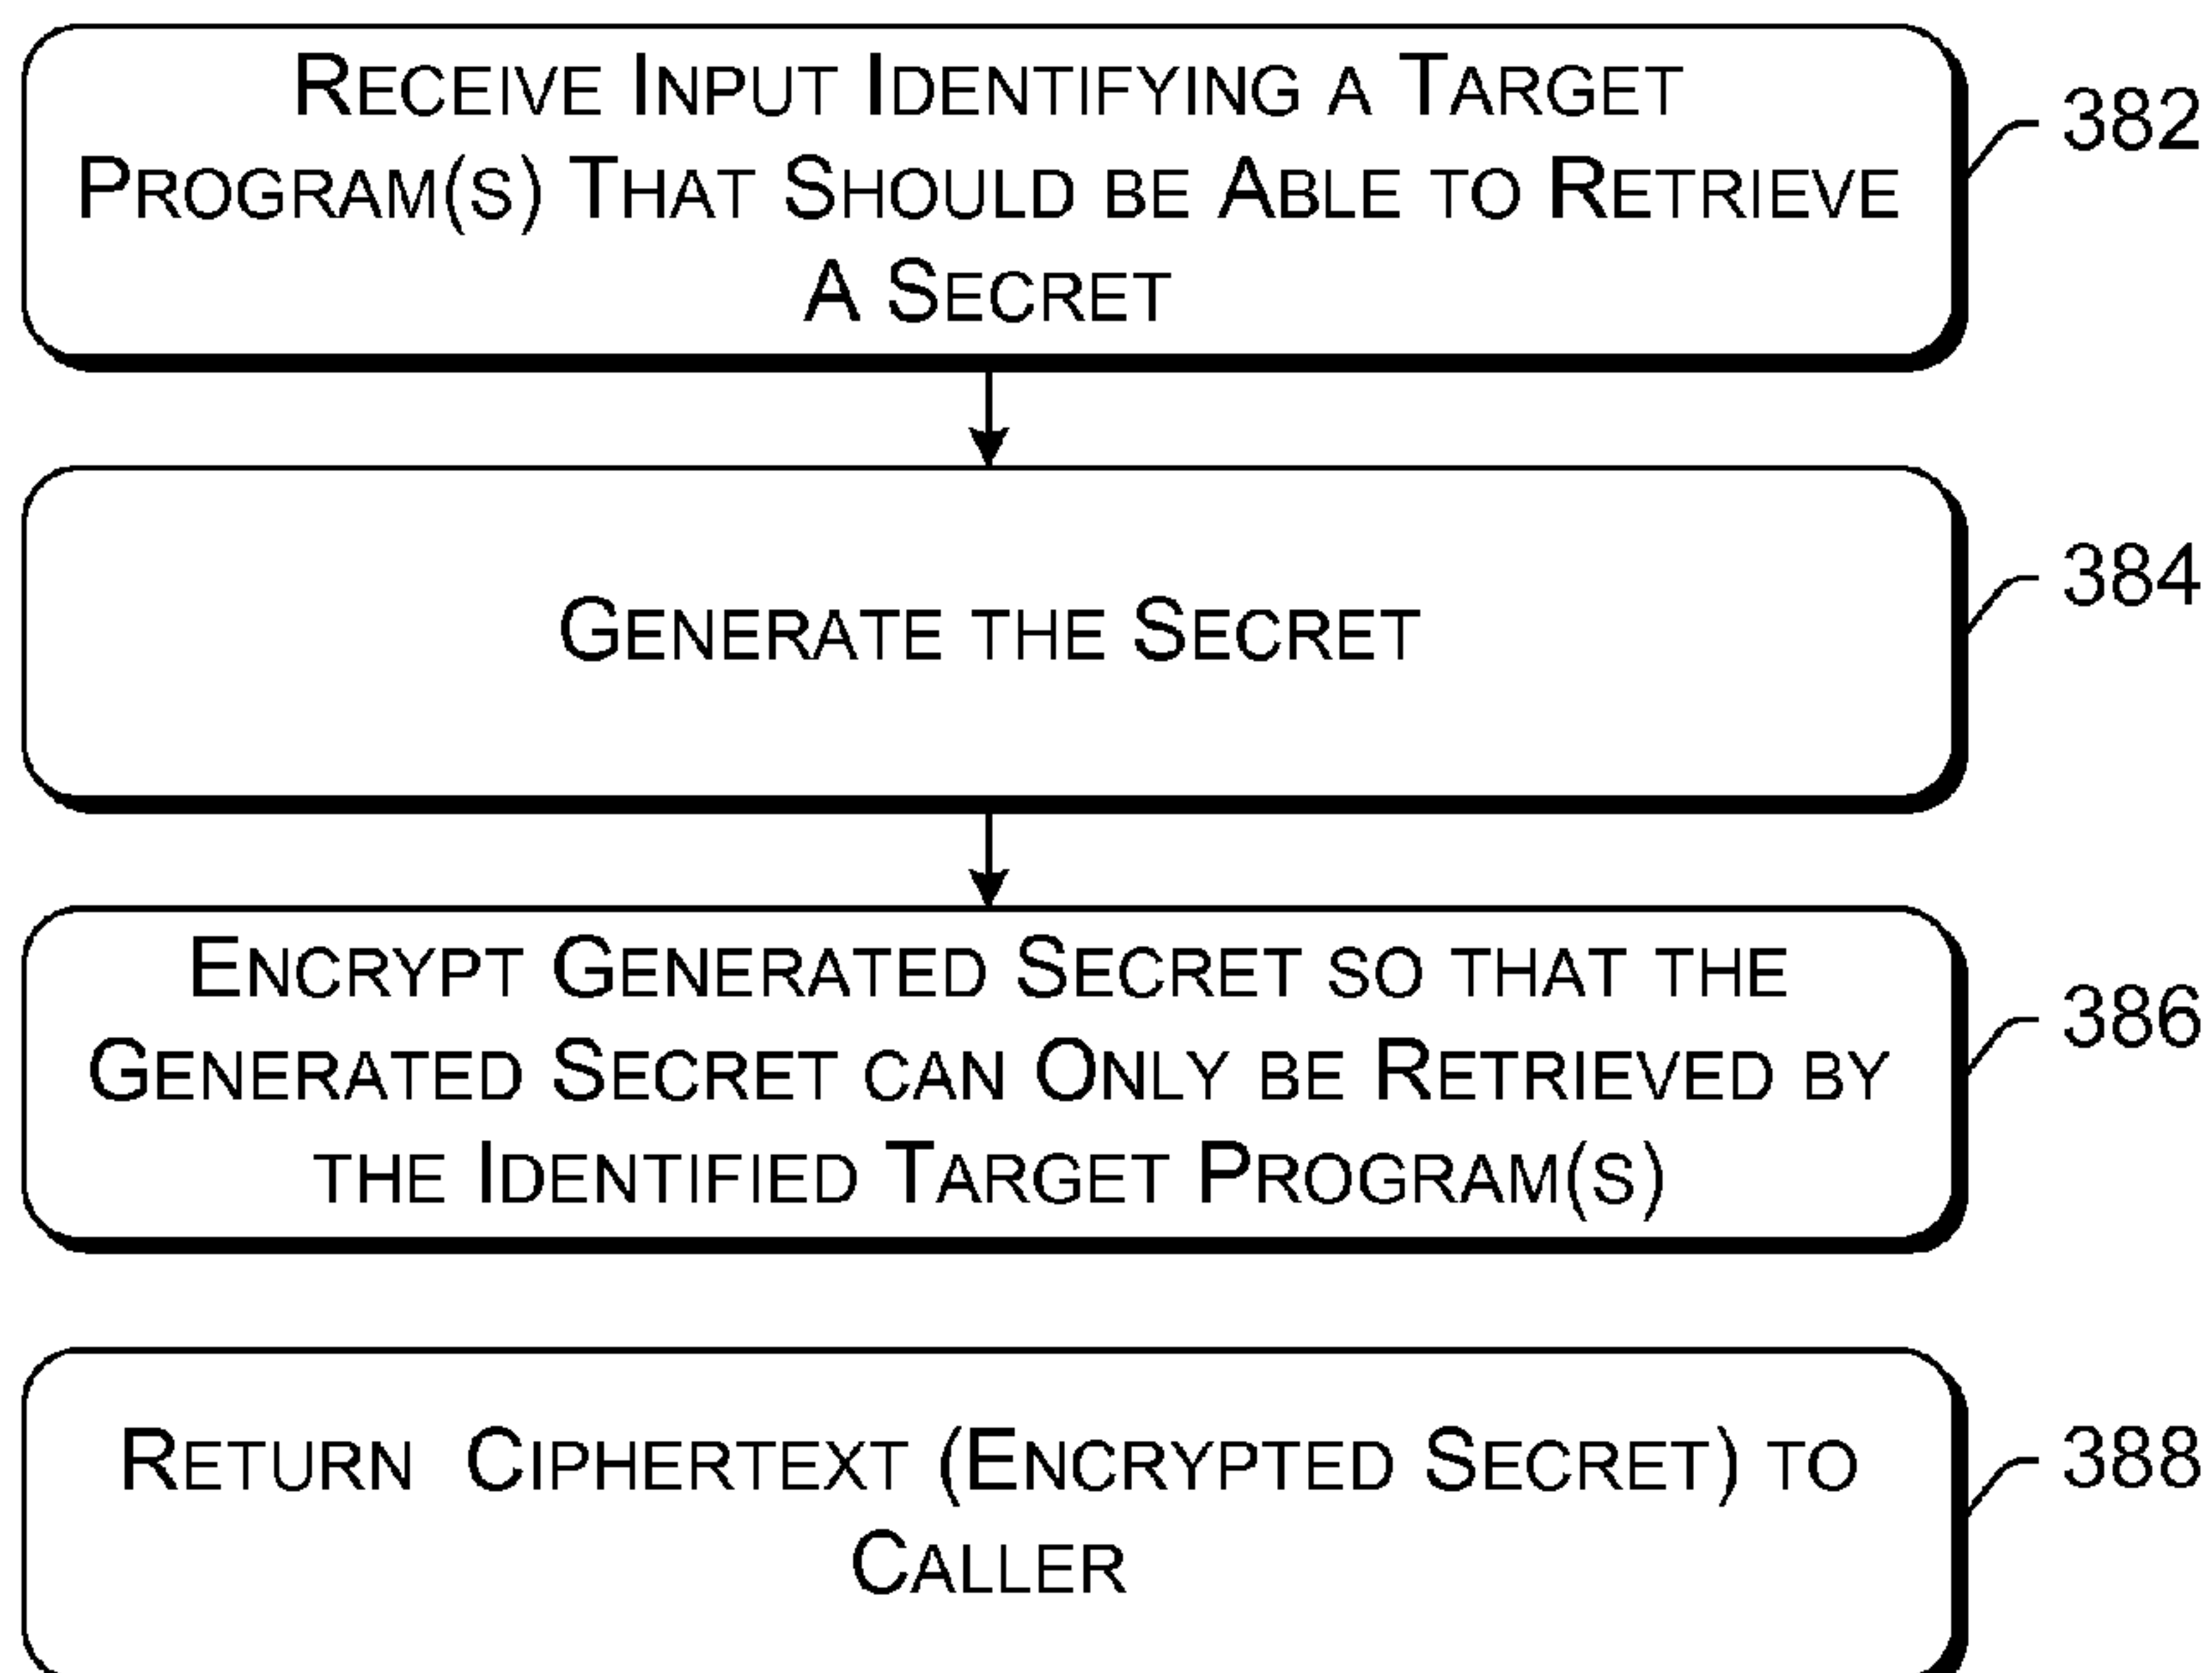 RECEIVE INPUT IDENTIFYING A TARGET
PROGRAM(S) THAT SHOULD BE ABLE TO RETRIEVE
A SECRET
382
GENERATE THE SECRET
384
ENCRYPT GENERATED SECRET SO THAT THE
GENERATED SECRET CAN ONLY BE RETRIEVED BY
THE IDENTIFIED TARGET PROGRAM(S)
386
RETURN CIPHERTEXT (ENCRYPTED SECRET) TO
CALLER
388